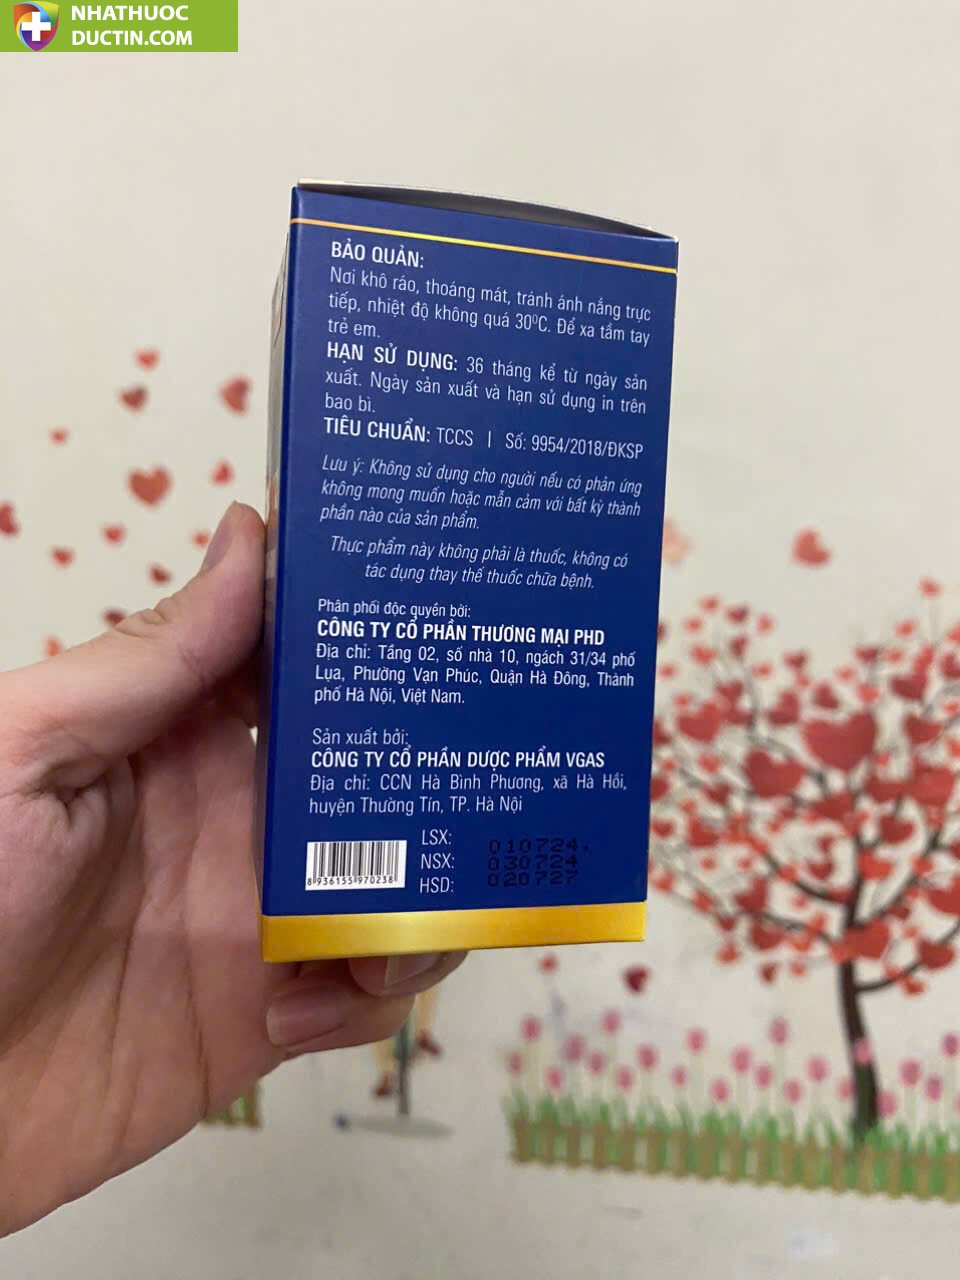 NHATHUOC
DUCTIN.COM
BẢO QUẢN:
Nơi khô ráo, thoáng mát, tránh ánh nắng trực
tiếp, nhiệt độ không quá 30⁰C. Để xa tầm tay
trẻ em.
HẠN SỬ DỤNG: 36 tháng kể từ ngày sản
xuất. Ngày sản xuất và hạn sử dụng in trên
bao bì.
TIÊU CHUẨN: TCCS | Số: 9954/2018/ĐKSP
Lưu ý: Không sử dụng cho người nếu có phản ứng
không mong muốn hoặc mẫn cảm với bất kỳ thành
phần nào của sản phẩm.
Thực phẩm này không phải là thuốc, không có
tác dụng thay thế thuốc chữa bệnh.
Phân phối độc quyền bởi:
CÔNG TY CỔ PHẦN THƯƠNG MẠI PHD
Địa chỉ: Tầng 02, số nhà 10, ngách 31/34 phố
Lụa, Phường Vạn Phúc, Quận Hà Đông, Thành
phố Hà Nội, Việt Nam.
Sản xuất bởi:
CÔNG TY CỔ PHẦN DƯỢC PHẨM VGAS
Địa chỉ: CCN Hà Bình Phương, xã Hà Hồi,
huyện Thường Tín, TP. Hà Nội
LSX: 010724.
NSX: 030724
HSD: 020727
8 936155 970238